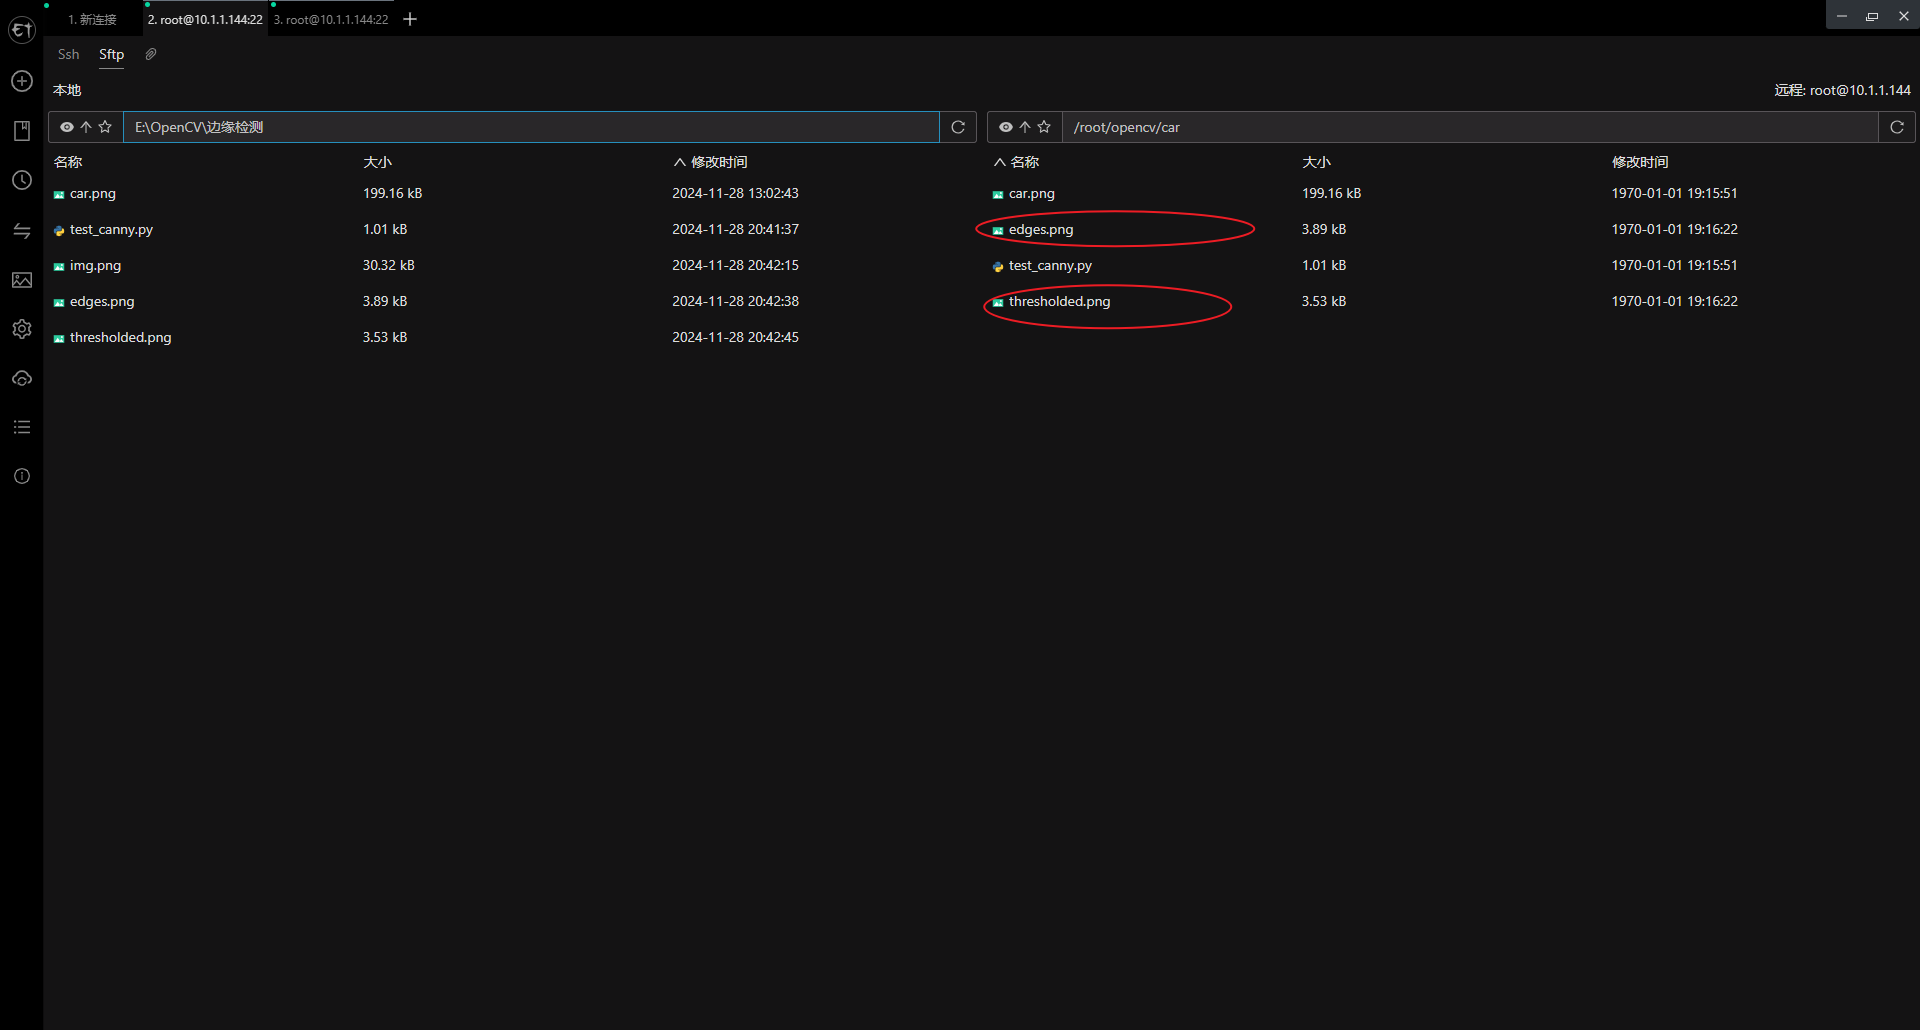 1. 新连接 2. root@10.1.1.144:22 3. root@10.1.1.144:22
Ssh Sftp
本地 远程: root@10.1.1.144
E:\OpenCV\边缘检测 /root/opencv/car
名称 大小 修改时间 名称 大小 修改时间
car.png 199.16 kB 2024-11-28 13:02:43 car.png 199.16 kB 1970-01-01 19:15:51
test_canny.py 1.01 kB 2024-11-28 20:41:37 edges.png 3.89 kB 1970-01-01 19:16:22
img.png 30.32 kB 2024-11-28 20:42:15 test_canny.py 1.01 kB 1970-01-01 19:15:51
edges.png 3.89 kB 2024-11-28 20:42:38 thresholded.png 3.53 kB 1970-01-01 19:16:22
thresholded.png 3.53 kB 2024-11-28 20:42:45